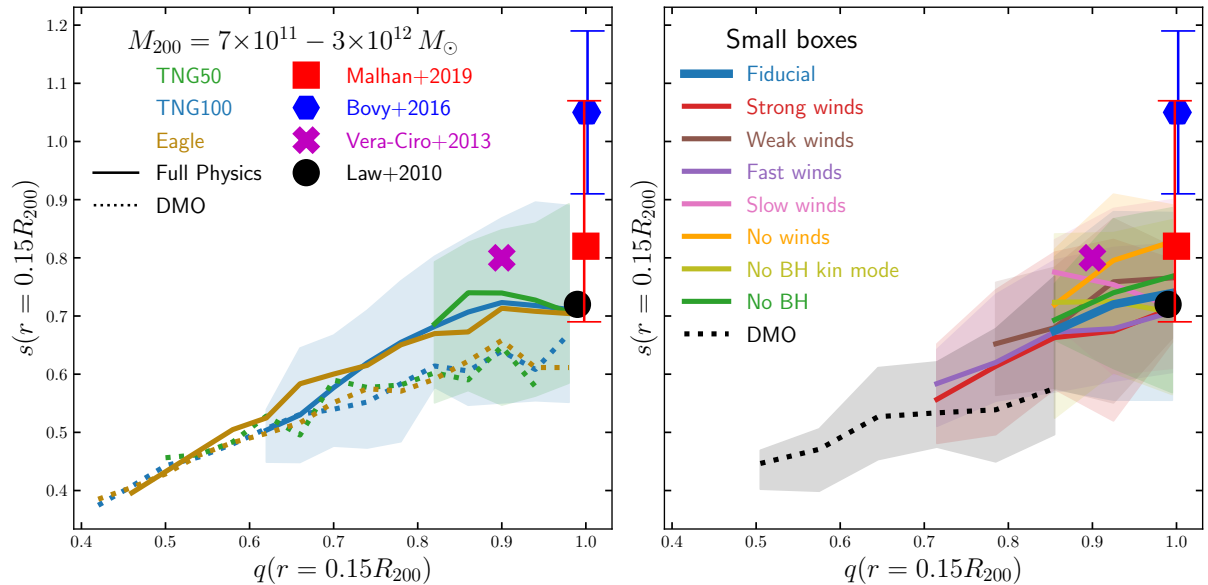 M₂₀₀ = 7×10¹¹ − 3×10¹² M⊙
TNG50
TNG100
Eagle
Full Physics
DMO
Malhan+2019
Bovy+2016
Vera-Ciro+2013
Law+2010
1.2
1.1
1.0
0.9
0.8
0.7
0.6
0.5
0.4
s(r = 0.15R₂₀₀)
0.4 0.5 0.6 0.7 0.8 0.9 1.0
q(r = 0.15R₂₀₀)
Small boxes
Fiducial
Strong winds
Weak winds
Fast winds
Slow winds
No winds
No BH kin mode
No BH
DMO
s(r = 0.15R₂₀₀)
0.4 0.5 0.6 0.7 0.8 0.9 1.0
q(r = 0.15R₂₀₀)